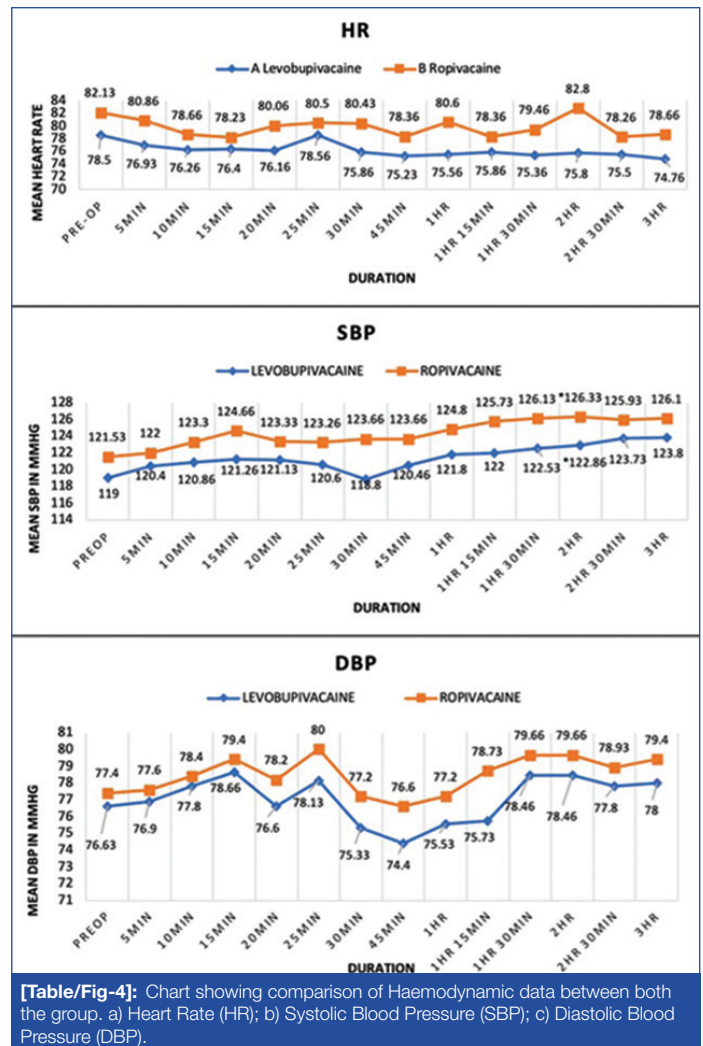 HR
A Levobupivacaine B Ropivacaine
MEAN HEART RATE
84
82
80
78
76
74
72
70
82.13 80.86 78.66 78.23 80.06 80.5 80.43 78.36 80.6 78.36 79.46 82.8 78.26 78.66
78.5 76.93 76.26 76.4 76.16 78.56 75.86 75.23 75.56 75.86 75.36 75.8 75.5 74.76
PRE-OP 5MIN 10MIN 15MIN 20MIN 25MIN 30MIN 45MIN 1HR 1HR 15MIN 1HR 30MIN 2HR 2HR 30MIN 3HR
DURATION
SBP
LEVOBUPIVACAINE ROPIVACAINE
MEAN SBP IN MMHG
128
126
124
122
120
118
116
114
121.53 122 123.3 124.66 123.33 123.26 123.66 123.66 124.8 125.73 126.13 *126.33 125.93 126.1
119 120.4 120.86 121.26 121.13 120.6 118.8 120.46 121.8 122 122.53 *122.86 123.73 123.8
PREOP 5MIN 10MIN 15MIN 20MIN 25MIN 30MIN 45MIN 1HR 1HR 15MIN 1HR 30MIN 2HR 2HR 30MIN 3HR
DURATION
DBP
LEVOBUPIVACAINE ROPIVACAINE
MEAN DBP IN MMHG
81
80
79
78
77
76
75
74
73
72
71
77.4 77.6 78.4 79.4 78.2 80 77.2 76.6 77.2 78.73 79.66 79.66 78.93 79.4
76.63 76.9 77.8 78.66 76.6 78.13 75.33 74.4 75.53 75.73 78.46 78.46 77.8 78
PREOP 5MIN 10MIN 15MIN 20MIN 25MIN 30MIN 45MIN 1HR 1HR 15MIN 1HR 30MIN 2HR 2HR 30MIN 3HR
DURATION
[Table/Fig-4]: Chart showing comparison of Haemodynamic data between both
the group. a) Heart Rate (HR); b) Systolic Blood Pressure (SBP); c) Diastolic Blood
Pressure (DBP).